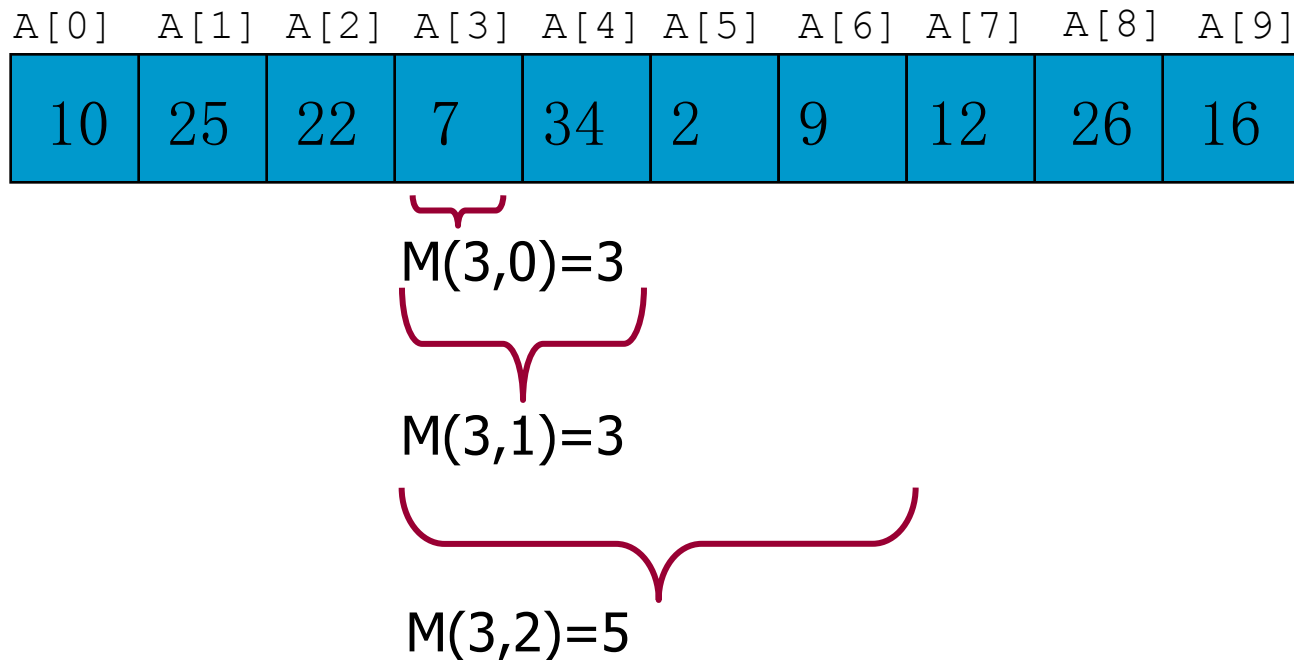 A[0] A[1] A[2] A[3] A[4] A[5] A[6] A[7] A[8] A[9]
10 25 22 7 34 2 9 12 26 16
M(3,0)=3
M(3,1)=3
M(3,2)=5